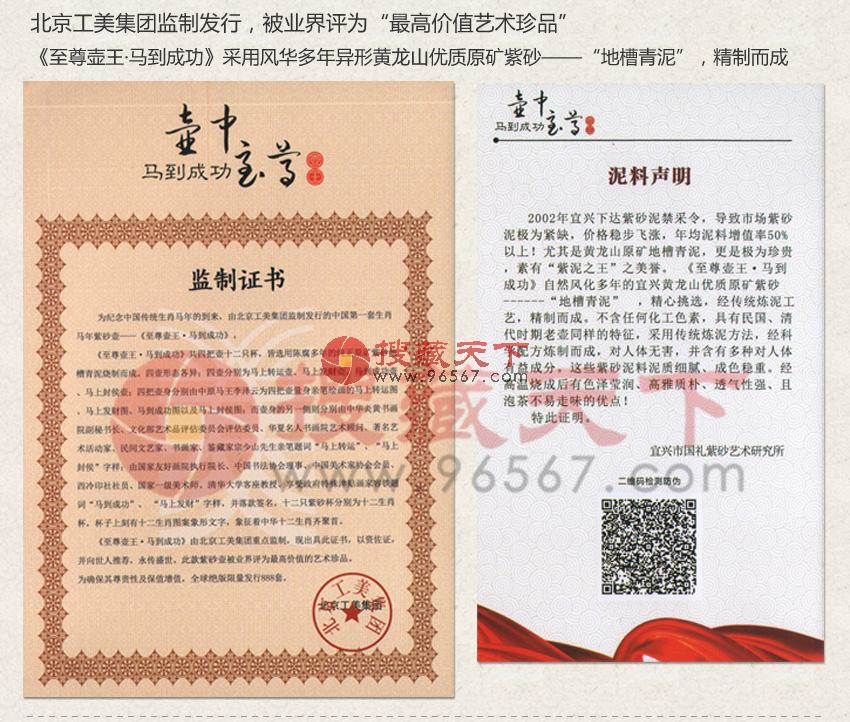 北京工美集团监制发行，被业界评为“最高价值艺术珍品”
《至尊壶王·马到成功》采用风华多年异形黄龙山优质原矿紫砂——“地槽青泥”，精制而成
壶中至尊
马到成功
监制证书
为纪念中国传统生肖马年的到来，由北京工美集团监制发行的中国第一套生肖
马年紫砂壶——《至尊壶王·马到成功》。
《至尊壶王·马到成功》共四把壶十二只杯，皆选用陈腐多年的
槽青泥烧制而成。四壶形态各异；四壶分别为马上转运壶、马上发财壶、马到成功壶
、马上封侯壶；四把壶身分别由中原马王李泽云为四把壶量身亲笔绘画的马上转运图
、马上发财图、马到成功图以及马上封侯图；而壶身的另一侧则分别由中华炎黄书画
院副秘书长、文化部艺术品评估委员会评估委员、华夏名人书画院艺术顾问、著名艺
术活动家、民间文艺家、书画家、鉴藏家宗少山先生亲笔题词“马上转运”、“马上
封侯”字样；由国家友好画院执行院长、中国书法协会理事、中国美术家协会会员、
西泠印社社员、国家一级美术师、清华大学客座教授、享受政府特殊津贴画家
词“马到成功”、“马上发财”字样，并落款签名。十二只紫砂杯分别为十二生肖
杯，杯子上刻有十二生肖图案象形文字，象征着中华十二生肖齐聚首。
《至尊壶王·马到成功》由北京工美集团重点监制，现出具此证书，以资佐证，
并向世人推荐，永传盛世，此款紫砂壶被业界评为最高价值的艺术珍品。
为确保其尊贵性及保值增值，全球绝版限量发行888套。
北京工美集团
北京工美集团
壶中至尊
马到成功
泥料声明
2002年宜兴下达紫砂泥禁采令，导致市场紫砂
泥极为紧缺，价格稳步飞涨，年均泥料增值率50%
以上！尤其是黄龙山原矿地槽青泥，更是极为珍贵
，素有“紫泥之王”之美誉。《至尊壶王·马到
成功》自然风化多年的宜兴黄龙山优质原矿紫砂
------“地槽青泥”，精心挑选，经传统炼泥工
艺，精制而成，不含任何化工色素，具有民国、清
代时期老壶同样的特征，采用传统炼泥方法，经科
学配方炼制而成，对人体无害，并含有多种对人体
有益成分。这些紫砂泥料泥质细腻、成色稳重。经
高温烧成后有色泽莹润、高雅质朴、透气性强、且
泡茶不易走味的优点！
特此证明。
宜兴市国礼紫砂艺术研究所
二维码检测防伪
搜藏天下
www.96567.com
搜藏天下
www.96567.com